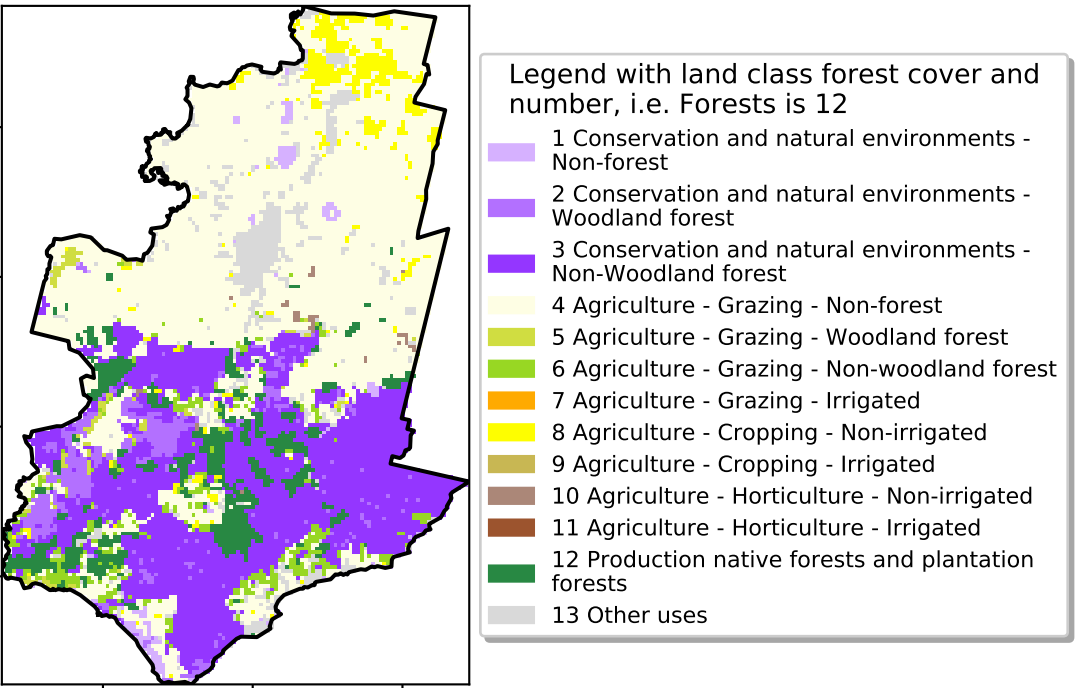 Legend with land class forest cover and
number, i.e. Forests is 12
1 Conservation and natural environments -
Non-forest
2 Conservation and natural environments -
Woodland forest
3 Conservation and natural environments -
Non-Woodland forest
4 Agriculture - Grazing - Non-forest
5 Agriculture - Grazing - Woodland forest
6 Agriculture - Grazing - Non-woodland forest
7 Agriculture - Grazing - Irrigated
8 Agriculture - Cropping - Non-irrigated
9 Agriculture - Cropping - Irrigated
10 Agriculture - Horticulture - Non-irrigated
11 Agriculture - Horticulture - Irrigated
12 Production native forests and plantation
forests
13 Other uses